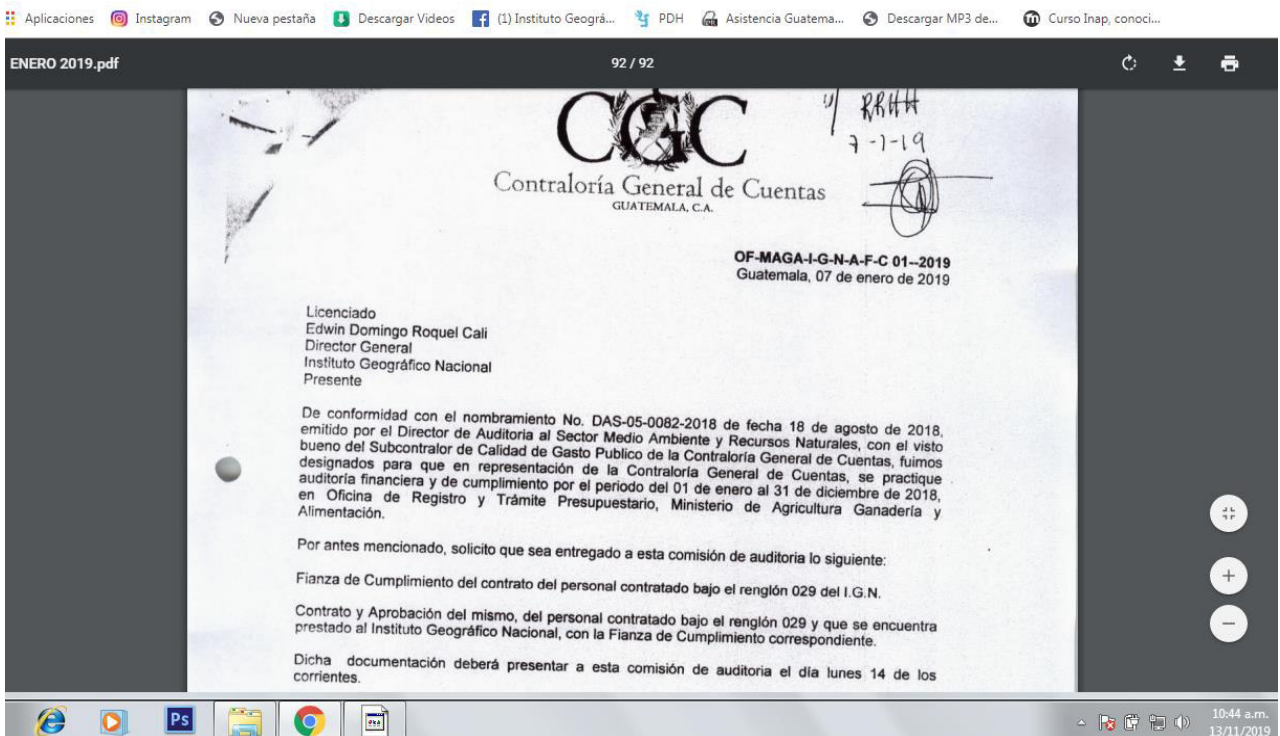 Aplicaciones Instagram Nueva pestaña Descargar Videos (1) Instituto Geográ... PDH Asistencia Guatema... Descargar MP3 de... Curso Inap, conoci...
ENERO 2019.pdf 92 / 92
CGC
RRHH
7-1-19
Contraloría General de Cuentas
GUATEMALA, C.A.
OF-MAGA-I-G-N-A-F-C 01--2019
Guatemala, 07 de enero de 2019
Licenciado
Edwin Domingo Roquel Cali
Director General
Instituto Geográfico Nacional
Presente
De conformidad con el nombramiento No. DAS-05-0082-2018 de fecha 18 de agosto de 2018,
emitido por el Director de Auditoria al Sector Medio Ambiente y Recursos Naturales, con el visto
bueno del Subcontralor de Calidad de Gasto Publico de la Contraloría General de Cuentas, fuimos
designados para que en representación de la Contraloría General de Cuentas, se practique
auditoría financiera y de cumplimiento por el periodo del 01 de enero al 31 de diciembre de 2018,
en Oficina de Registro y Trámite Presupuestario, Ministerio de Agricultura Ganadería y
Alimentación.
Por antes mencionado, solicito que sea entregado a esta comisión de auditoria lo siguiente:
Fianza de Cumplimiento del contrato del personal contratado bajo el renglón 029 del I.G.N.
Contrato y Aprobación del mismo, del personal contratado bajo el renglón 029 y que se encuentra
prestado al Instituto Geográfico Nacional, con la Fianza de Cumplimiento correspondiente.
Dicha documentación deberá presentar a esta comisión de auditoria el día lunes 14 de los
corrientes.
Ps
10:44 a.m.
13/11/2019